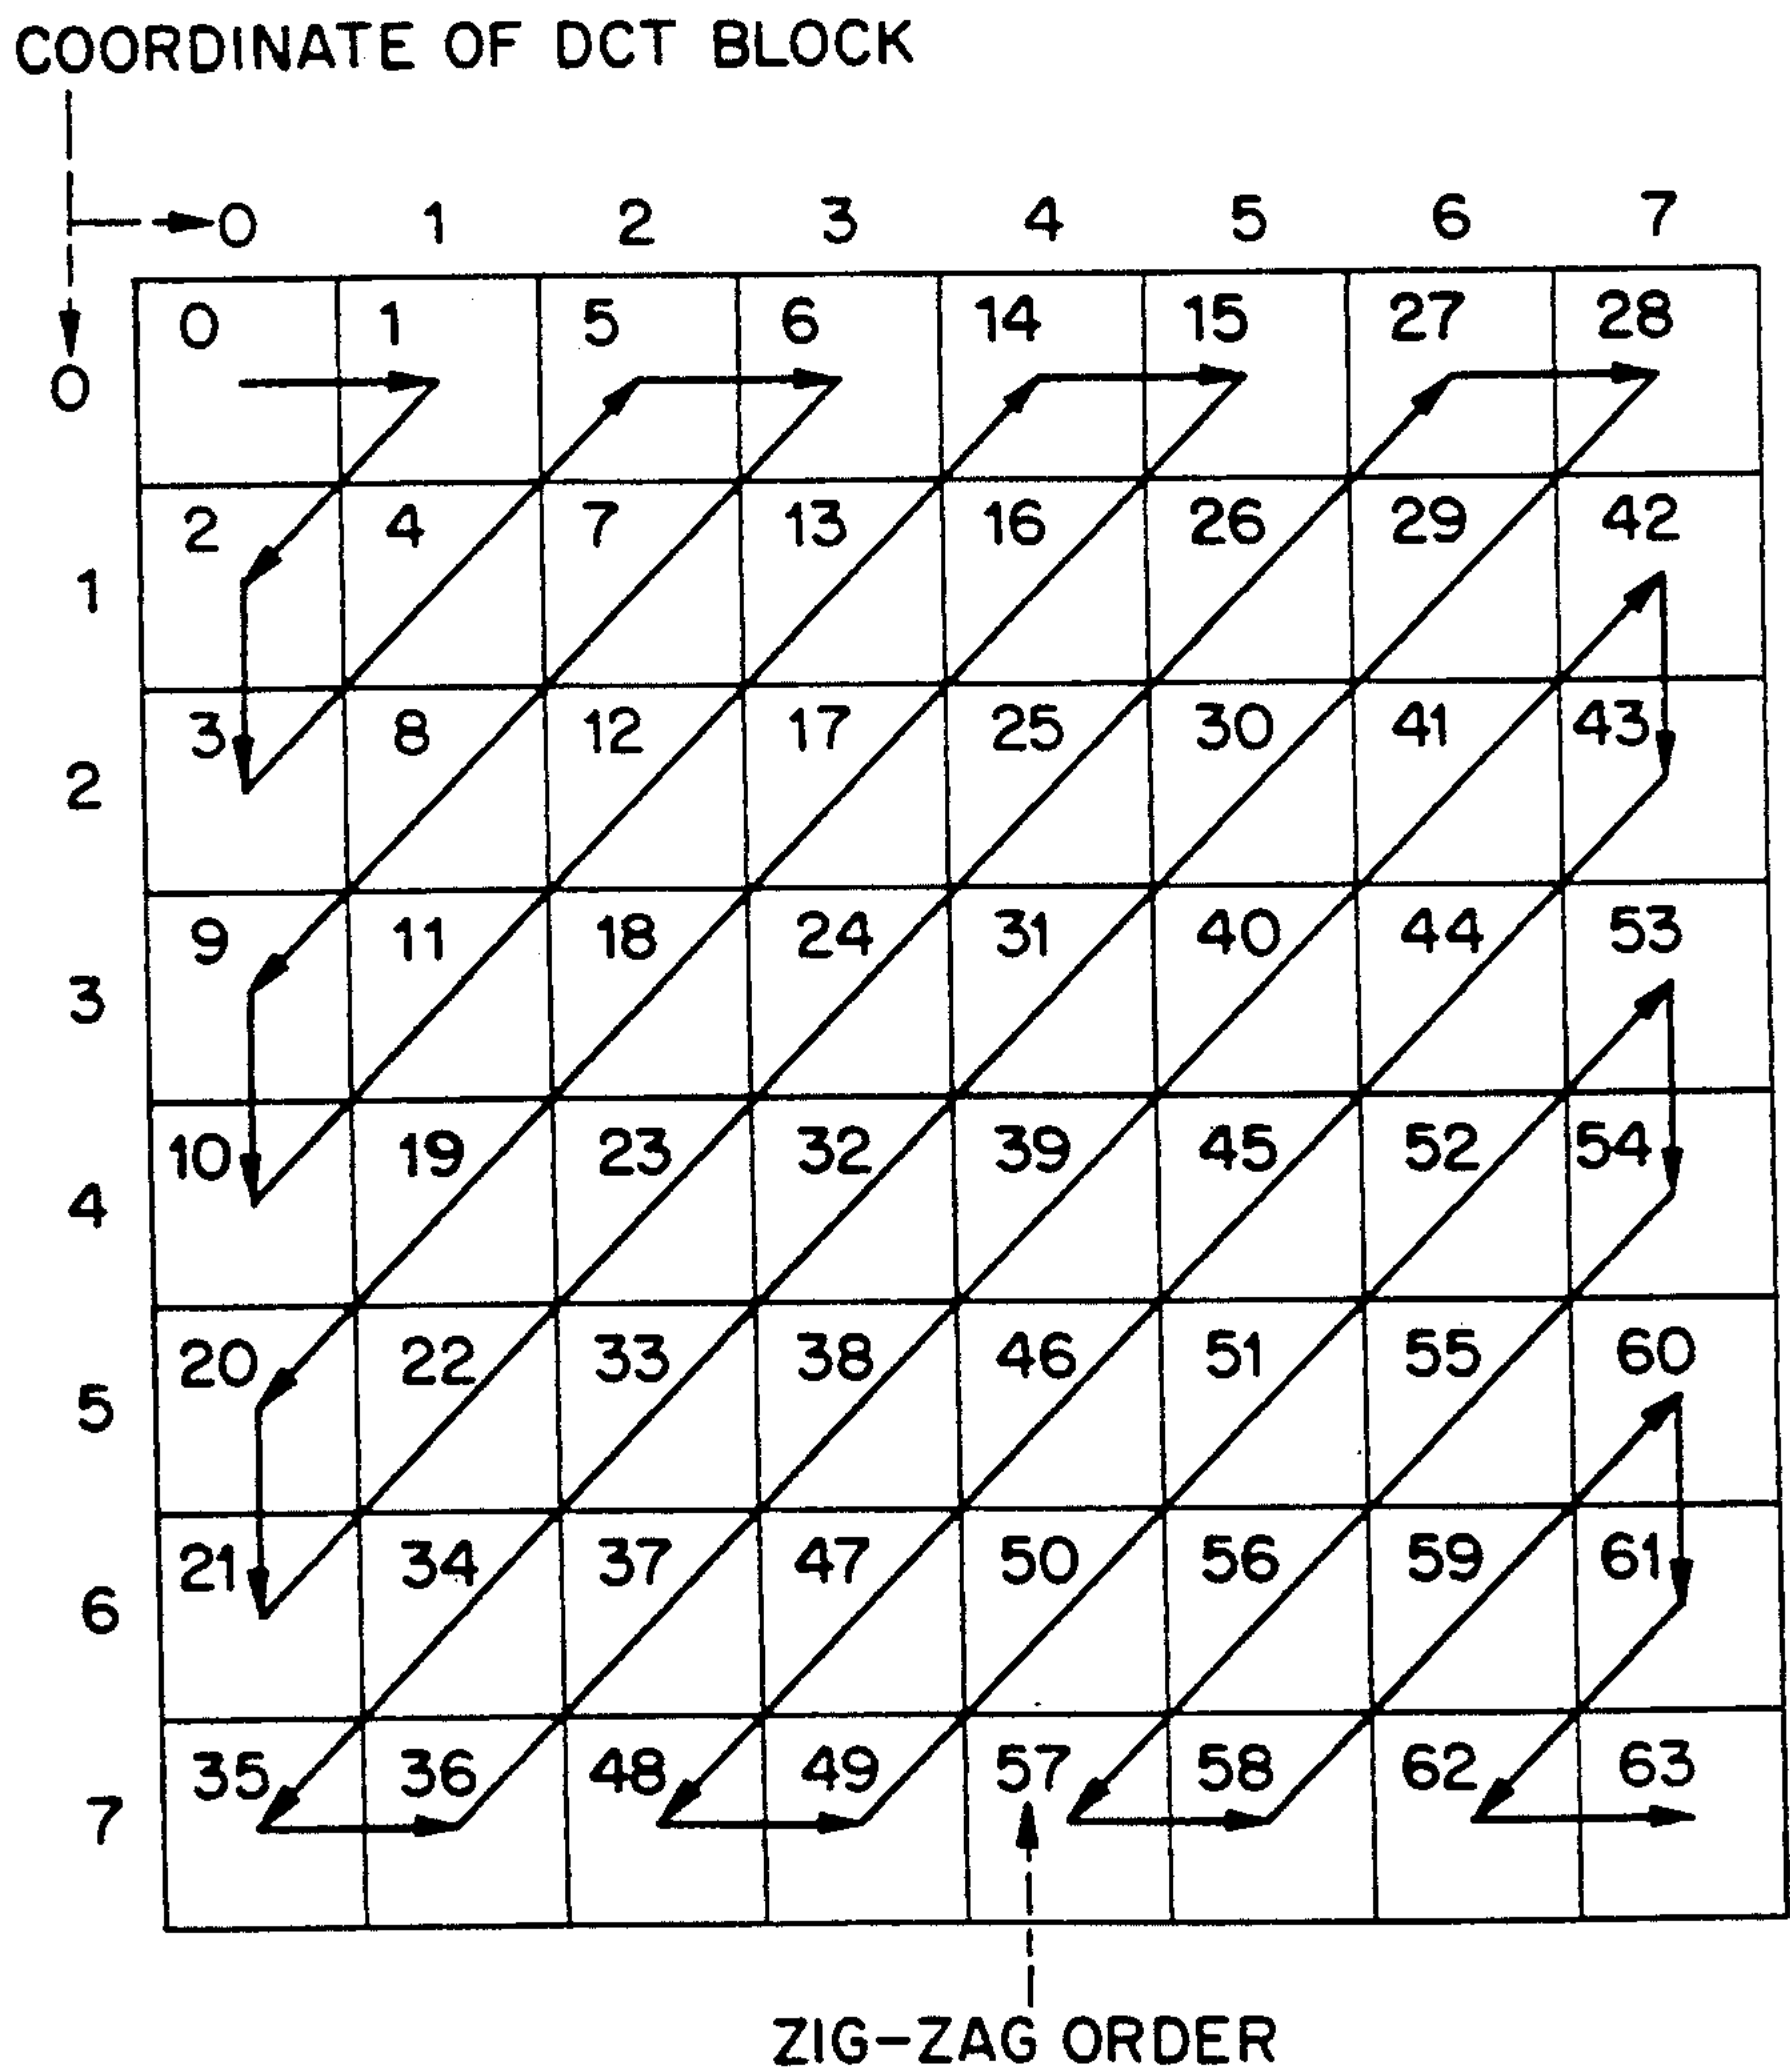 COORDINATE OF DCT BLOCK
0 1 2 3 4 5 6 7
0 1 5 6 14 15 27 28
0
2 4 7 13 16 26 29 42
1
3 8 12 17 25 30 41 43
2
9 11 18 24 31 40 44 53
3
10 19 23 32 39 45 52 54
4
20 22 33 38 46 51 55 60
5
21 34 37 47 50 56 59 61
6
35 36 48 49 57 58 62 63
7
ZIG-ZAG ORDER